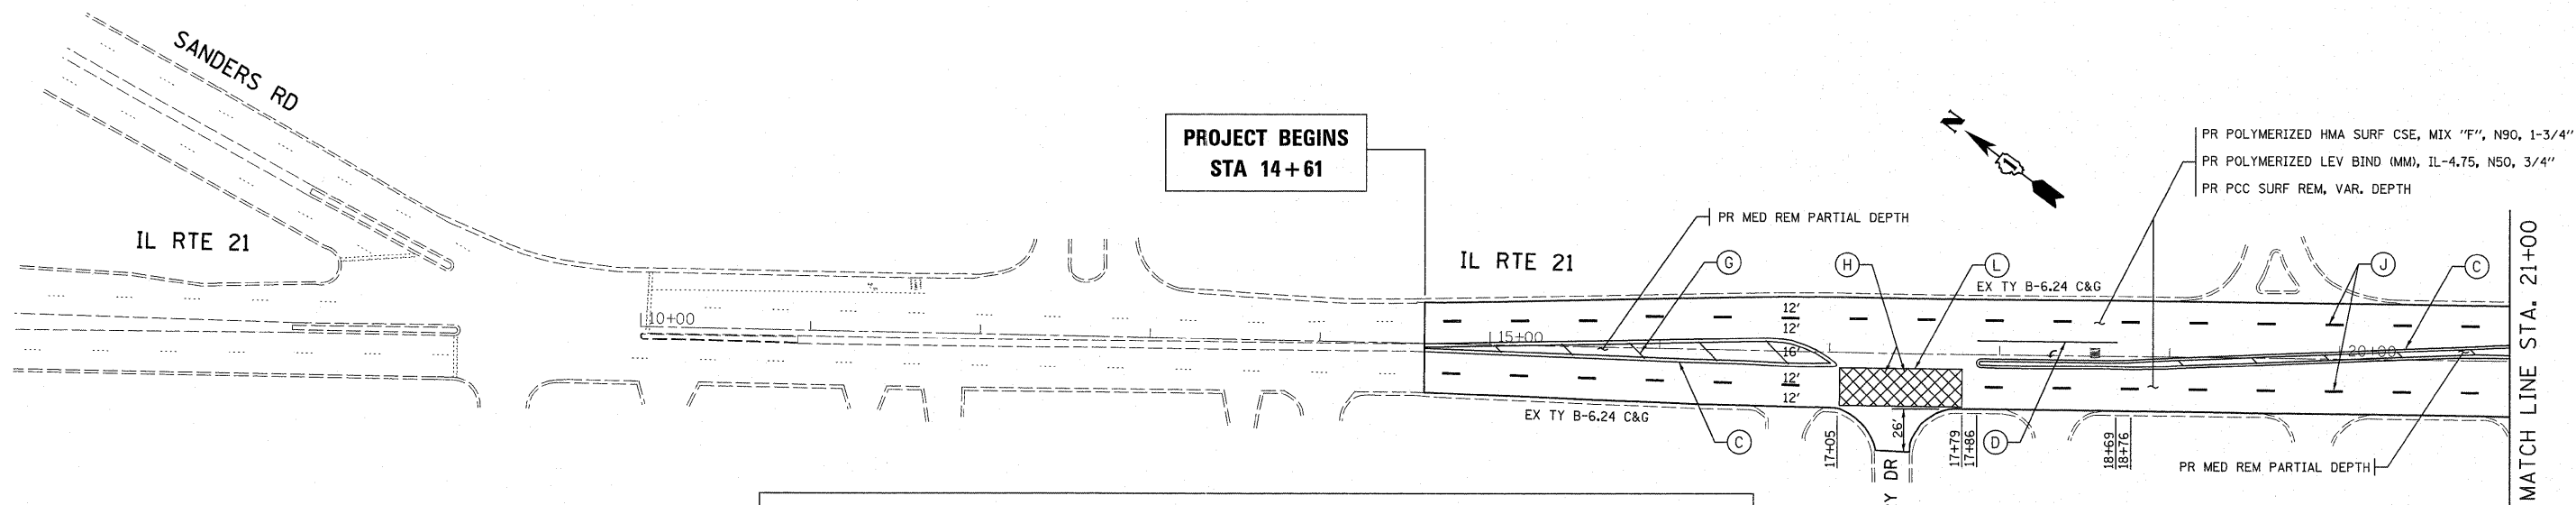 SANDERS RD
IL RTE 21
PROJECT BEGINS
STA 14+61
N
PR POLYMERIZED HMA SURF CSE, MIX "F", N90, 1-3/4"
PR POLYMERIZED LEV BIND (MM), IL-4.75, N50, 3/4"
PR PCC SURF REM, VAR. DEPTH
PR MED REM PARTIAL DEPTH
IL RTE 21
G
H
L
J
C
EX TY B-6.24 C&G
10+00
15+00
20+00
12'
12'
16'
12'
12'
EX TY B-6.24 C&G
C
17+05
26'
17+79
17+86
D
18+69
18+76
PR MED REM PARTIAL DEPTH
Y DR
MATCH LINE STA. 21+00